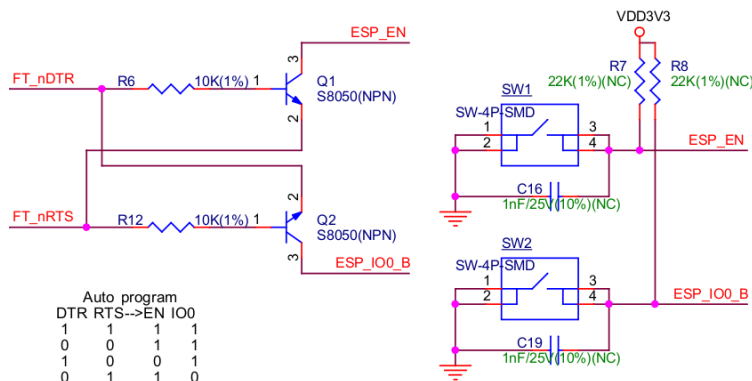 VDD3V3
ESP_EN
3
FT_nDTR
R6
10K(1%)
1
Q1
S8050(NPN)
2
2
FT_nRTS
R12
10K(1%)
1
Q2
S8050(NPN)
3
ESP_IO0_B
Auto program
DTR RTS-->EN IO0
1 1 1 1
0 0 1 1
1 0 0 1
0 1 1 0
R7
R8
22K(1%)(NC)
22K(1%)(NC)
SW1
SW-4P-SMD
1
3
2
4
ESP_EN
C16
1nF/25V(10%)(NC)
SW2
SW-4P-SMD
1
3
2
4
ESP_IO0_B
C19
1nF/25V(10%)(NC)